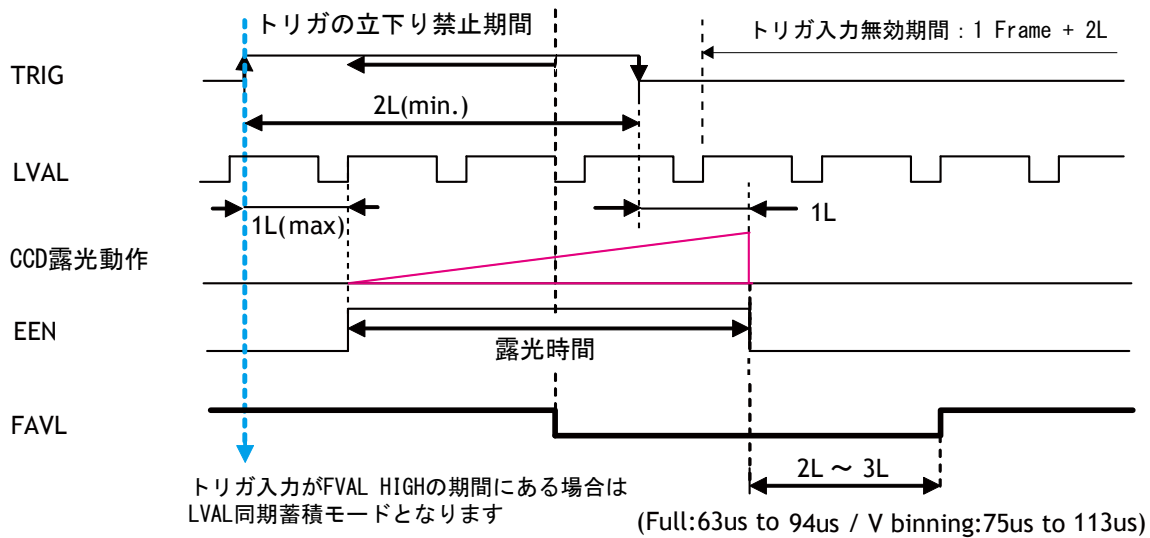 トリガの立下り禁止期間
トリガ入力無効期間：1 Frame + 2L
TRIG
2L(min.)
LVAL
1L(max)
1L
CCD露光動作
EEN
露光時間
FAVL
2L ～ 3L
トリガ入力がFVAL HIGHの期間にある場合は
LVAL同期蓄積モードとなります
(Full:63us to 94us / V binning:75us to 113us)